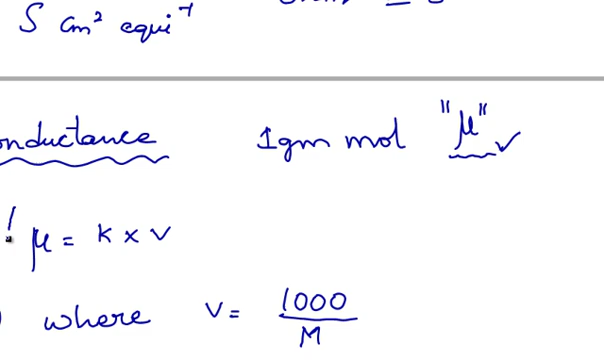 S cm² equi⁻¹
onductance 1gm mol "μ"
μ = K × V
where V = 1000/M